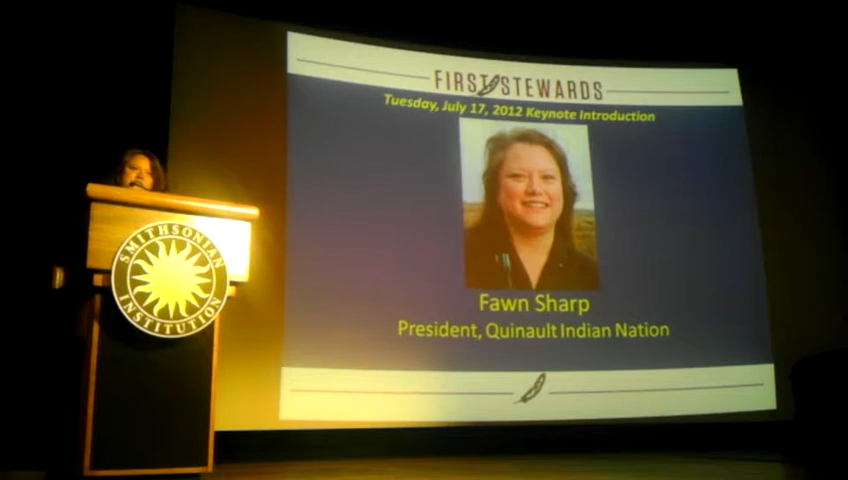 FIRST STEWARDS
Tuesday, July 17, 2012 Keynote Introduction
Fawn Sharp
President, Quinault Indian Nation
SMITHSONIAN
INSTITUTION